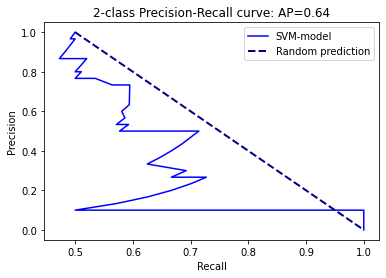 2-class Precision-Recall curve: AP=0.64
SVM-model
Random prediction
Precision
1.0
0.8
0.6
0.4
0.2
0.0
0.5
0.6
0.7
0.8
0.9
1.0
Recall